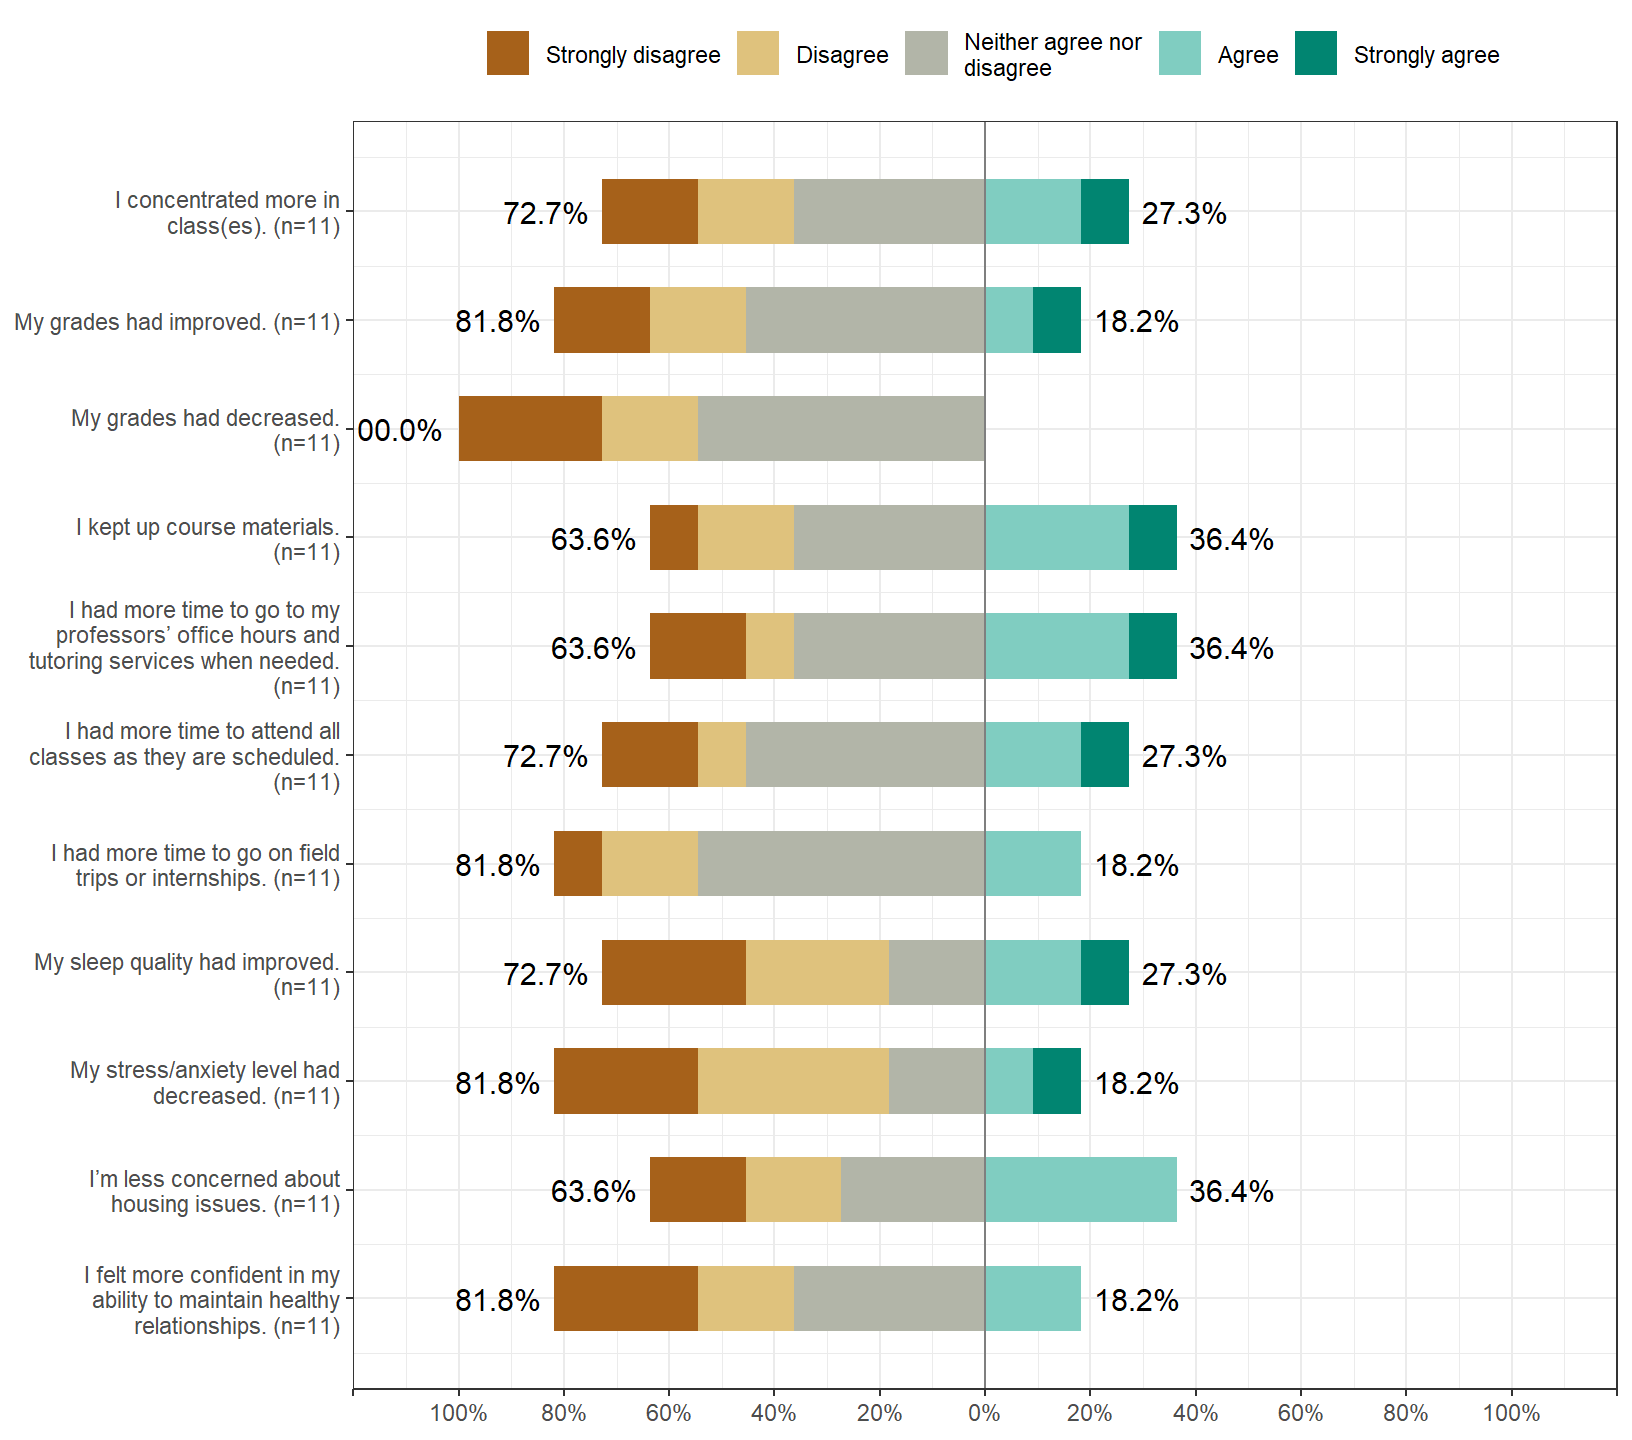 Strongly disagree
Disagree
Neither agree nor
disagree
Agree
Strongly agree
I concentrated more in
class(es). (n=11)
72.7%
27.3%
My grades had improved. (n=11)
81.8%
18.2%
My grades had decreased.
(n=11)
00.0%
I kept up course materials.
(n=11)
63.6%
36.4%
I had more time to go to my
professors’ office hours and
tutoring services when needed.
(n=11)
63.6%
36.4%
I had more time to attend all
classes as they are scheduled.
(n=11)
72.7%
27.3%
I had more time to go on field
trips or internships. (n=11)
81.8%
18.2%
My sleep quality had improved.
(n=11)
72.7%
27.3%
My stress/anxiety level had
decreased. (n=11)
81.8%
18.2%
I’m less concerned about
housing issues. (n=11)
63.6%
36.4%
I felt more confident in my
ability to maintain healthy
relationships. (n=11)
81.8%
18.2%
100% 80% 60% 40% 20% 0% 20% 40% 60% 80% 100%